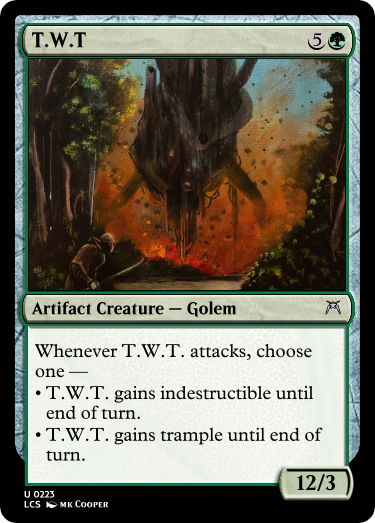 T.W.T 5
Artifact Creature — Golem
Whenever T.W.T. attacks, choose
one —
• T.W.T. gains indestructible until
end of turn.
• T.W.T. gains trample until end of
turn.
12/3
U 0223
LCS MK COOPER